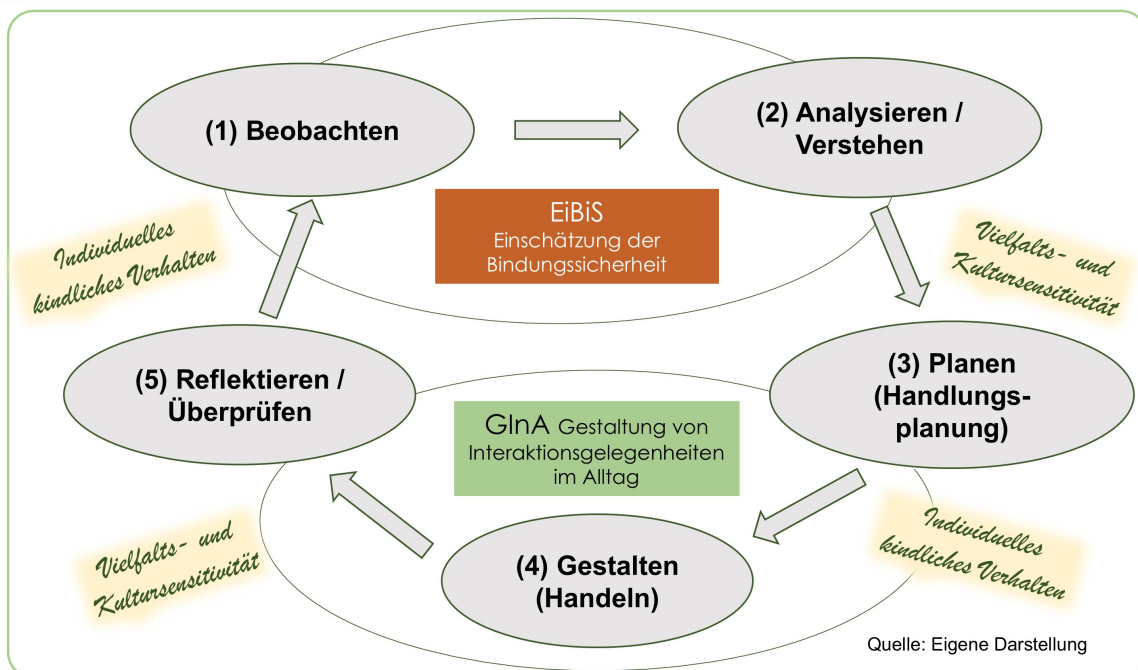 (1) Beobachten
(2) Analysieren /
Verstehen
EiBiS
Einschätzung der
Bindungssicherheit
Individuelles
kindliches Verhalten
Vielfalts- und
Kultursensitivität
(3) Planen
(Handlungs-
planung)
(5) Reflektieren /
Überprüfen
GInA Gestaltung von
Interaktionsgelegenheiten
im Alltag
Vielfalts- und
Kultursensitivität
Individuelles
kindliches Verhalten
(4) Gestalten
(Handeln)
Quelle: Eigene Darstellung